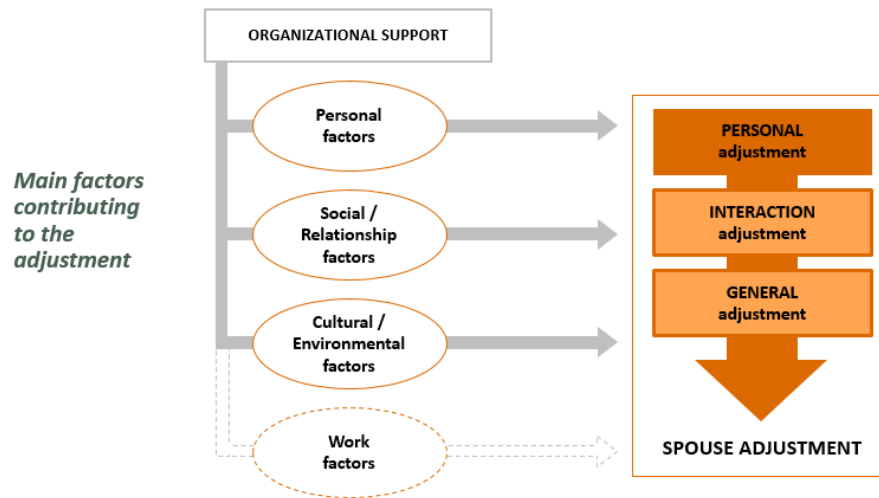 ORGANIZATIONAL SUPPORT
Main factors
contributing
to the
adjustment
Personal
factors
Social /
Relationship
factors
Cultural /
Environmental
factors
Work
factors
PERSONAL
adjustment
INTERACTION
adjustment
GENERAL
adjustment
SPOUSE ADJUSTMENT